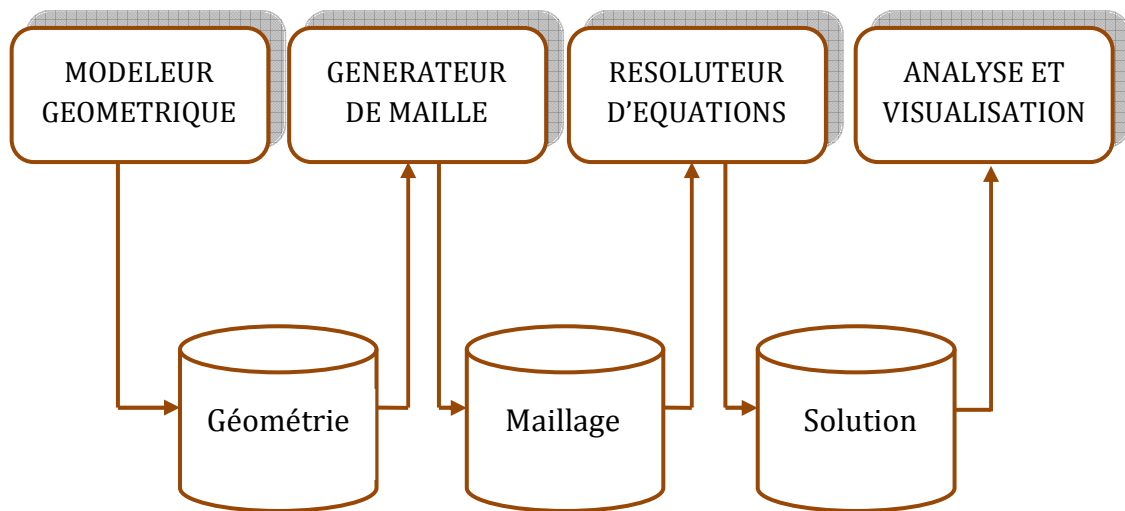 MODELEUR
GEOMETRIQUE
GENERATEUR
DE MAILLE
RESOLUTEUR
D’EQUATIONS
ANALYSE ET
VISUALISATION
Géométrie
Maillage
Solution